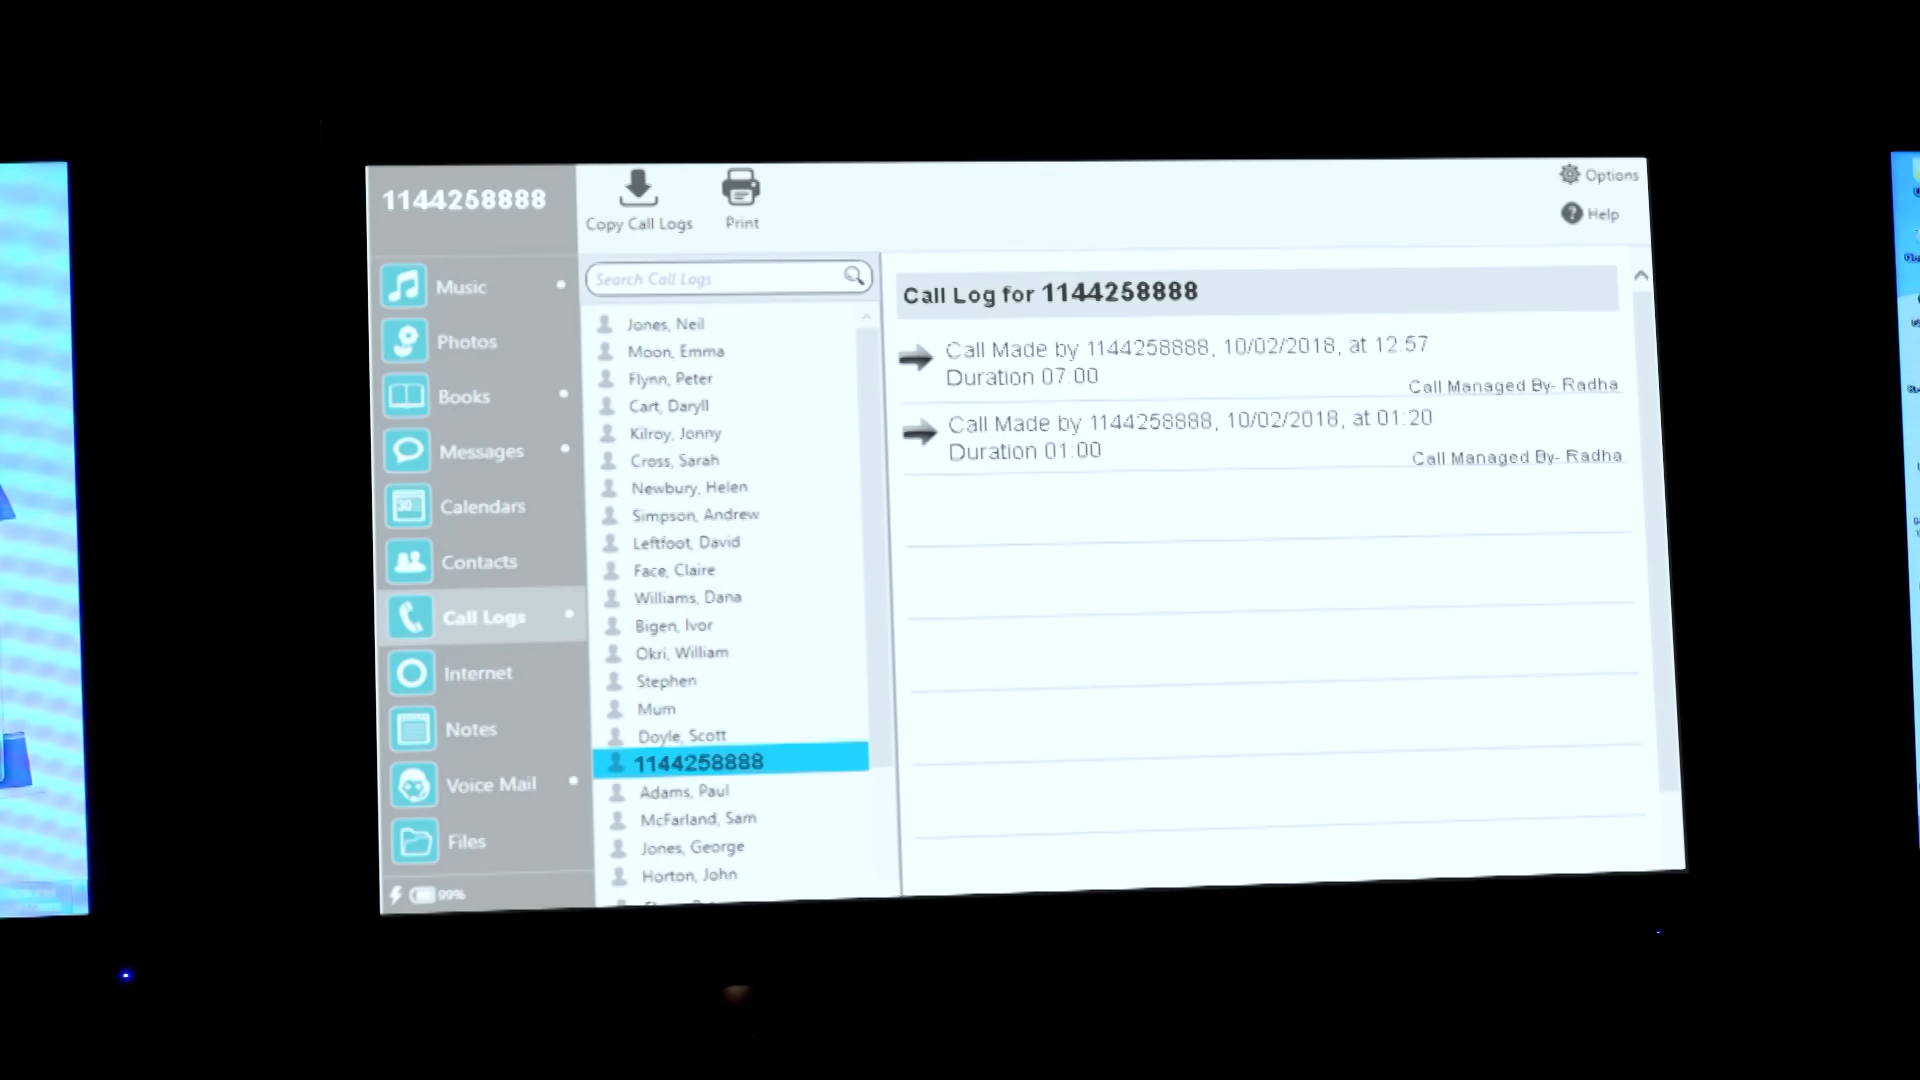 1144258888
Copy Call Logs
Print
Options
Help
Music
Photos
Books
Messages
30
Calendars
Contacts
Call Logs
Internet
Notes
Voice Mail
Files
99%
Search Call Logs
Jones, Neil
Moon, Emma
Flynn, Peter
Cart, Daryll
Kilroy, Jonny
Cross, Sarah
Newbury, Helen
Simpson, Andrew
Leftfoot, David
Face, Claire
Williams, Dana
Bigen, Ivor
Okri, William
Stephen
Mum
Doyle, Scott
1144258888
Adams, Paul
McFarland, Sam
Jones, George
Horton, John
Call Log for 1144258888
Call Made by 1144258888, 10/02/2018, at 12:57
Duration 07:00
Call Managed By- Radha
Call Made by 1144258888, 10/02/2018, at 01:20
Duration 01:00
Call Managed By- Radha